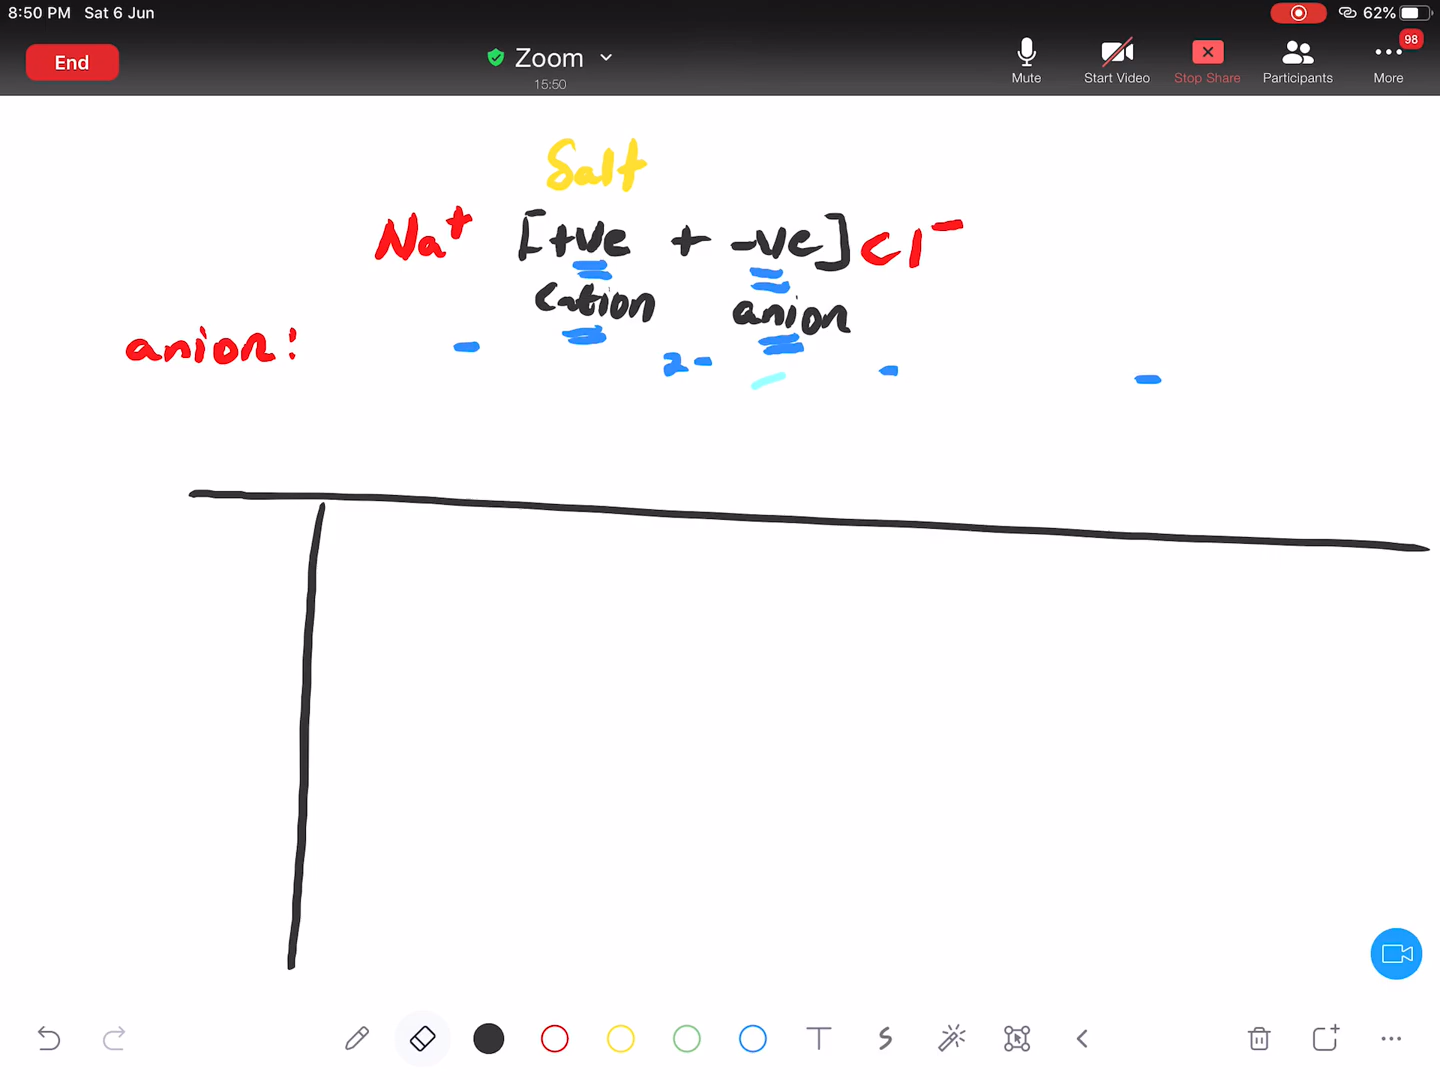 8:50 PM Sat 6 Jun 62%
End Zoom 15:50 Mute Start Video Stop Share Participants More 98
Salt
Na⁺ [+ve + -ve] Cl⁻
cation anion
anion: - 2- - -
T